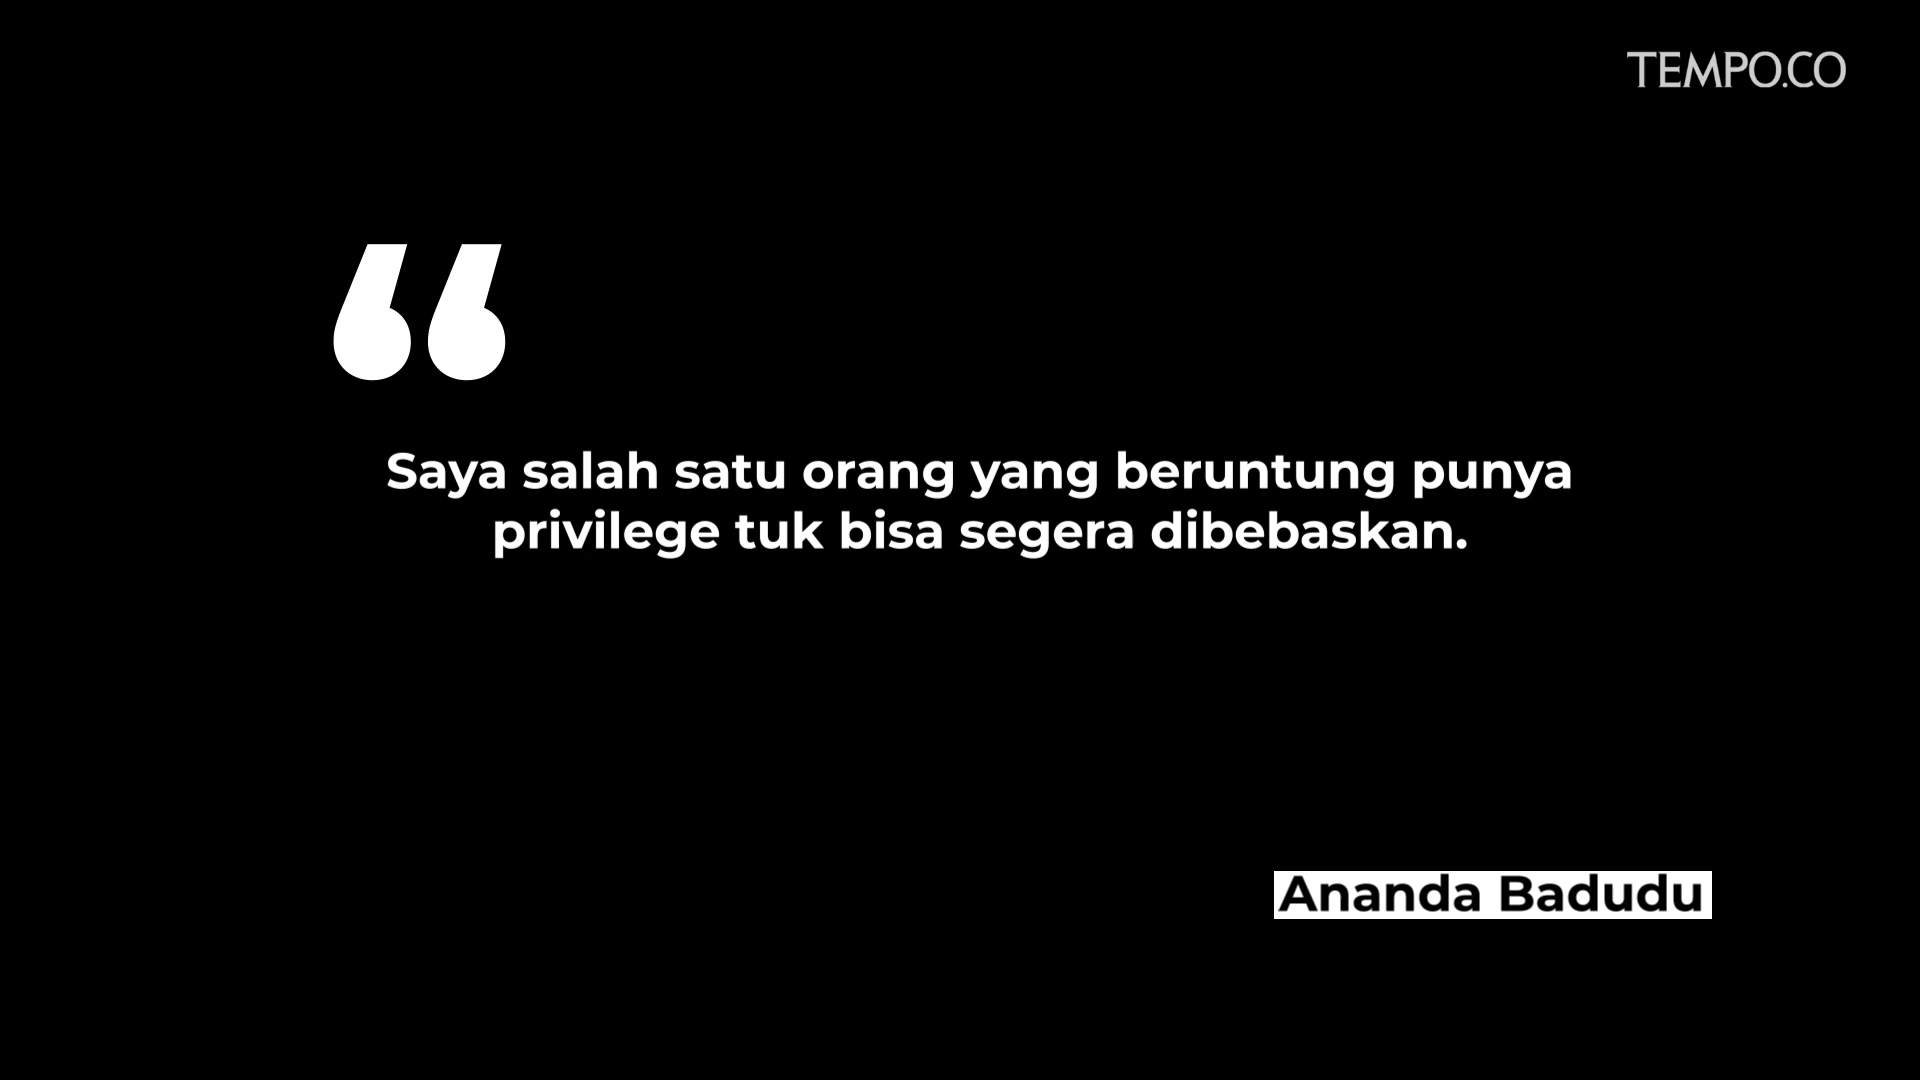 TEMPO.CO
“
Saya salah satu orang yang beruntung punya
privilege tuk bisa segera dibebaskan.
Ananda Badudu